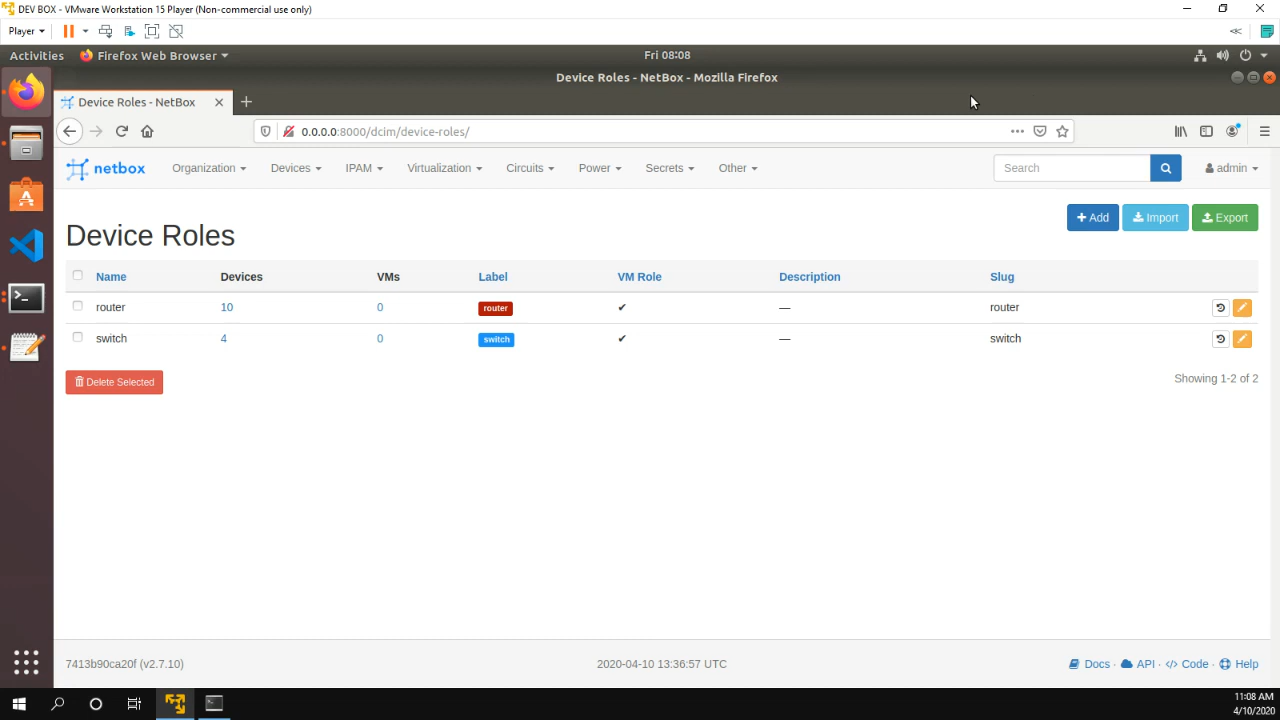 DEV BOX - VMware Workstation 15 Player (Non-commercial use only)
Player
Activities Firefox Web Browser Fri 08:08
Device Roles - NetBox - Mozilla Firefox
Device Roles - NetBox
0.0.0.0:8000/dcim/device-roles/
netbox Organization Devices IPAM Virtualization Circuits Power Secrets Other Search admin
Add Import Export
Device Roles
Name Devices VMs Label VM Role Description Slug
router 10 0 router ✔ — router
switch 4 0 switch ✔ — switch
Delete Selected Showing 1-2 of 2
7413b90ca20f (v2.7.10) 2020-04-10 13:36:57 UTC Docs · API · Code · Help
11:08 AM
4/10/2020